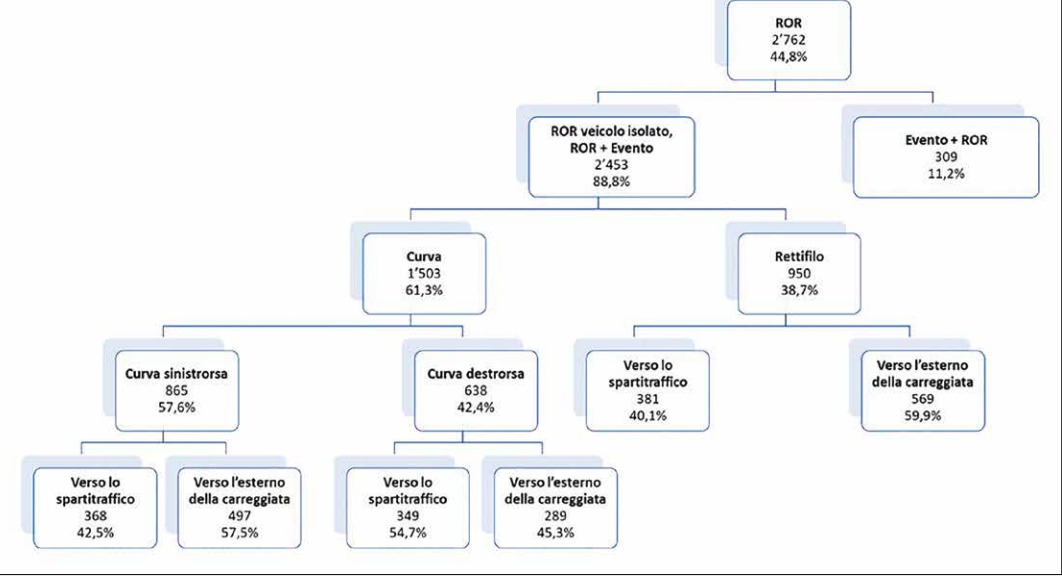 ROR
2’762
44,8%
ROR veicolo isolato,
ROR + Evento
2’453
88,8%
Evento + ROR
309
11,2%
Curva
1’503
61,3%
Rettifilo
950
38,7%
Curva sinistrorsa
865
57,6%
Curva destrorsa
638
42,4%
Verso lo
spartitraffico
381
40,1%
Verso l’esterno
della carreggiata
569
59,9%
Verso lo
spartitraffico
368
42,5%
Verso l’esterno
della carreggiata
497
57,5%
Verso lo
spartitraffico
349
54,7%
Verso l’esterno
della carreggiata
289
45,3%